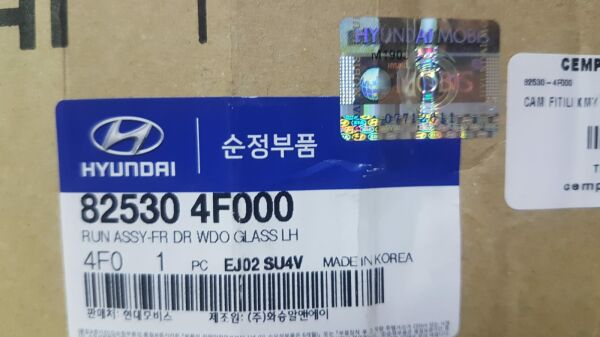 HYUNDAI MOBIS
MOBIS
CEMP
82530-4F000
CAM FITILI KMY
HYUNDAI
순정부품
82530 4F000
RUN ASSY-FR DR WDO GLASS LH
4F0 1 PC EJ02 SU4V MADE IN KOREA
판매처: 현대모비스 제조원: (주)화승알앤에이